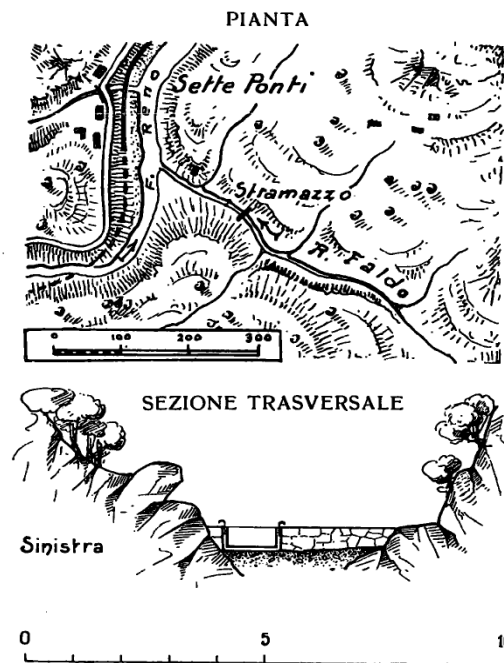 PIANTA
Sette Ponti
F. Reno
Stramazzo
R. Faldo
0 100 200 300
SEZIONE TRASVERSALE
Sinistra
0 5